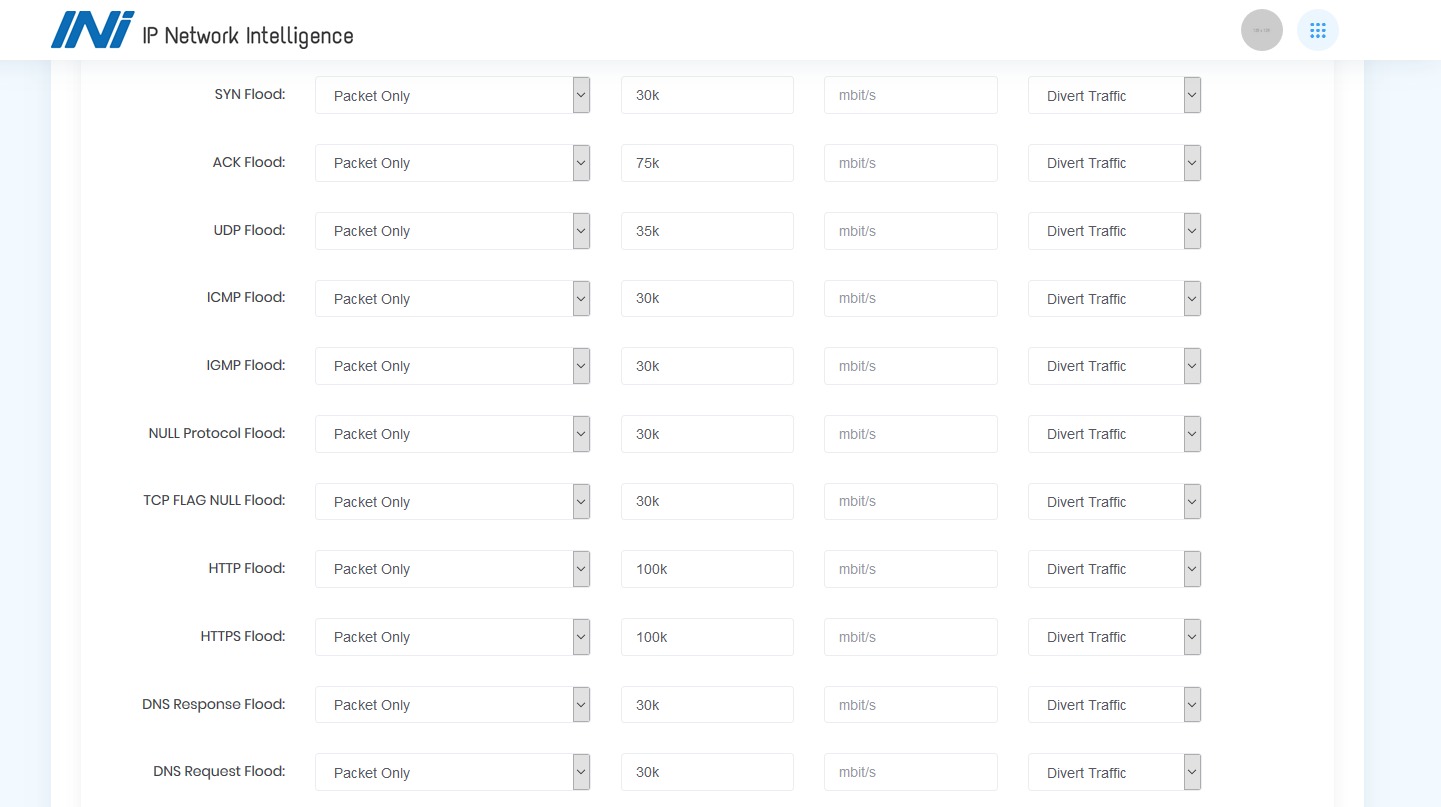 INi IP Network Intelligence
SYN Flood: Packet Only 30k mbit/s Divert Traffic
ACK Flood: Packet Only 75k mbit/s Divert Traffic
UDP Flood: Packet Only 35k mbit/s Divert Traffic
ICMP Flood: Packet Only 30k mbit/s Divert Traffic
IGMP Flood: Packet Only 30k mbit/s Divert Traffic
NULL Protocol Flood: Packet Only 30k mbit/s Divert Traffic
TCP FLAG NULL Flood: Packet Only 30k mbit/s Divert Traffic
HTTP Flood: Packet Only 100k mbit/s Divert Traffic
HTTPS Flood: Packet Only 100k mbit/s Divert Traffic
DNS Response Flood: Packet Only 30k mbit/s Divert Traffic
DNS Request Flood: Packet Only 30k mbit/s Divert Traffic